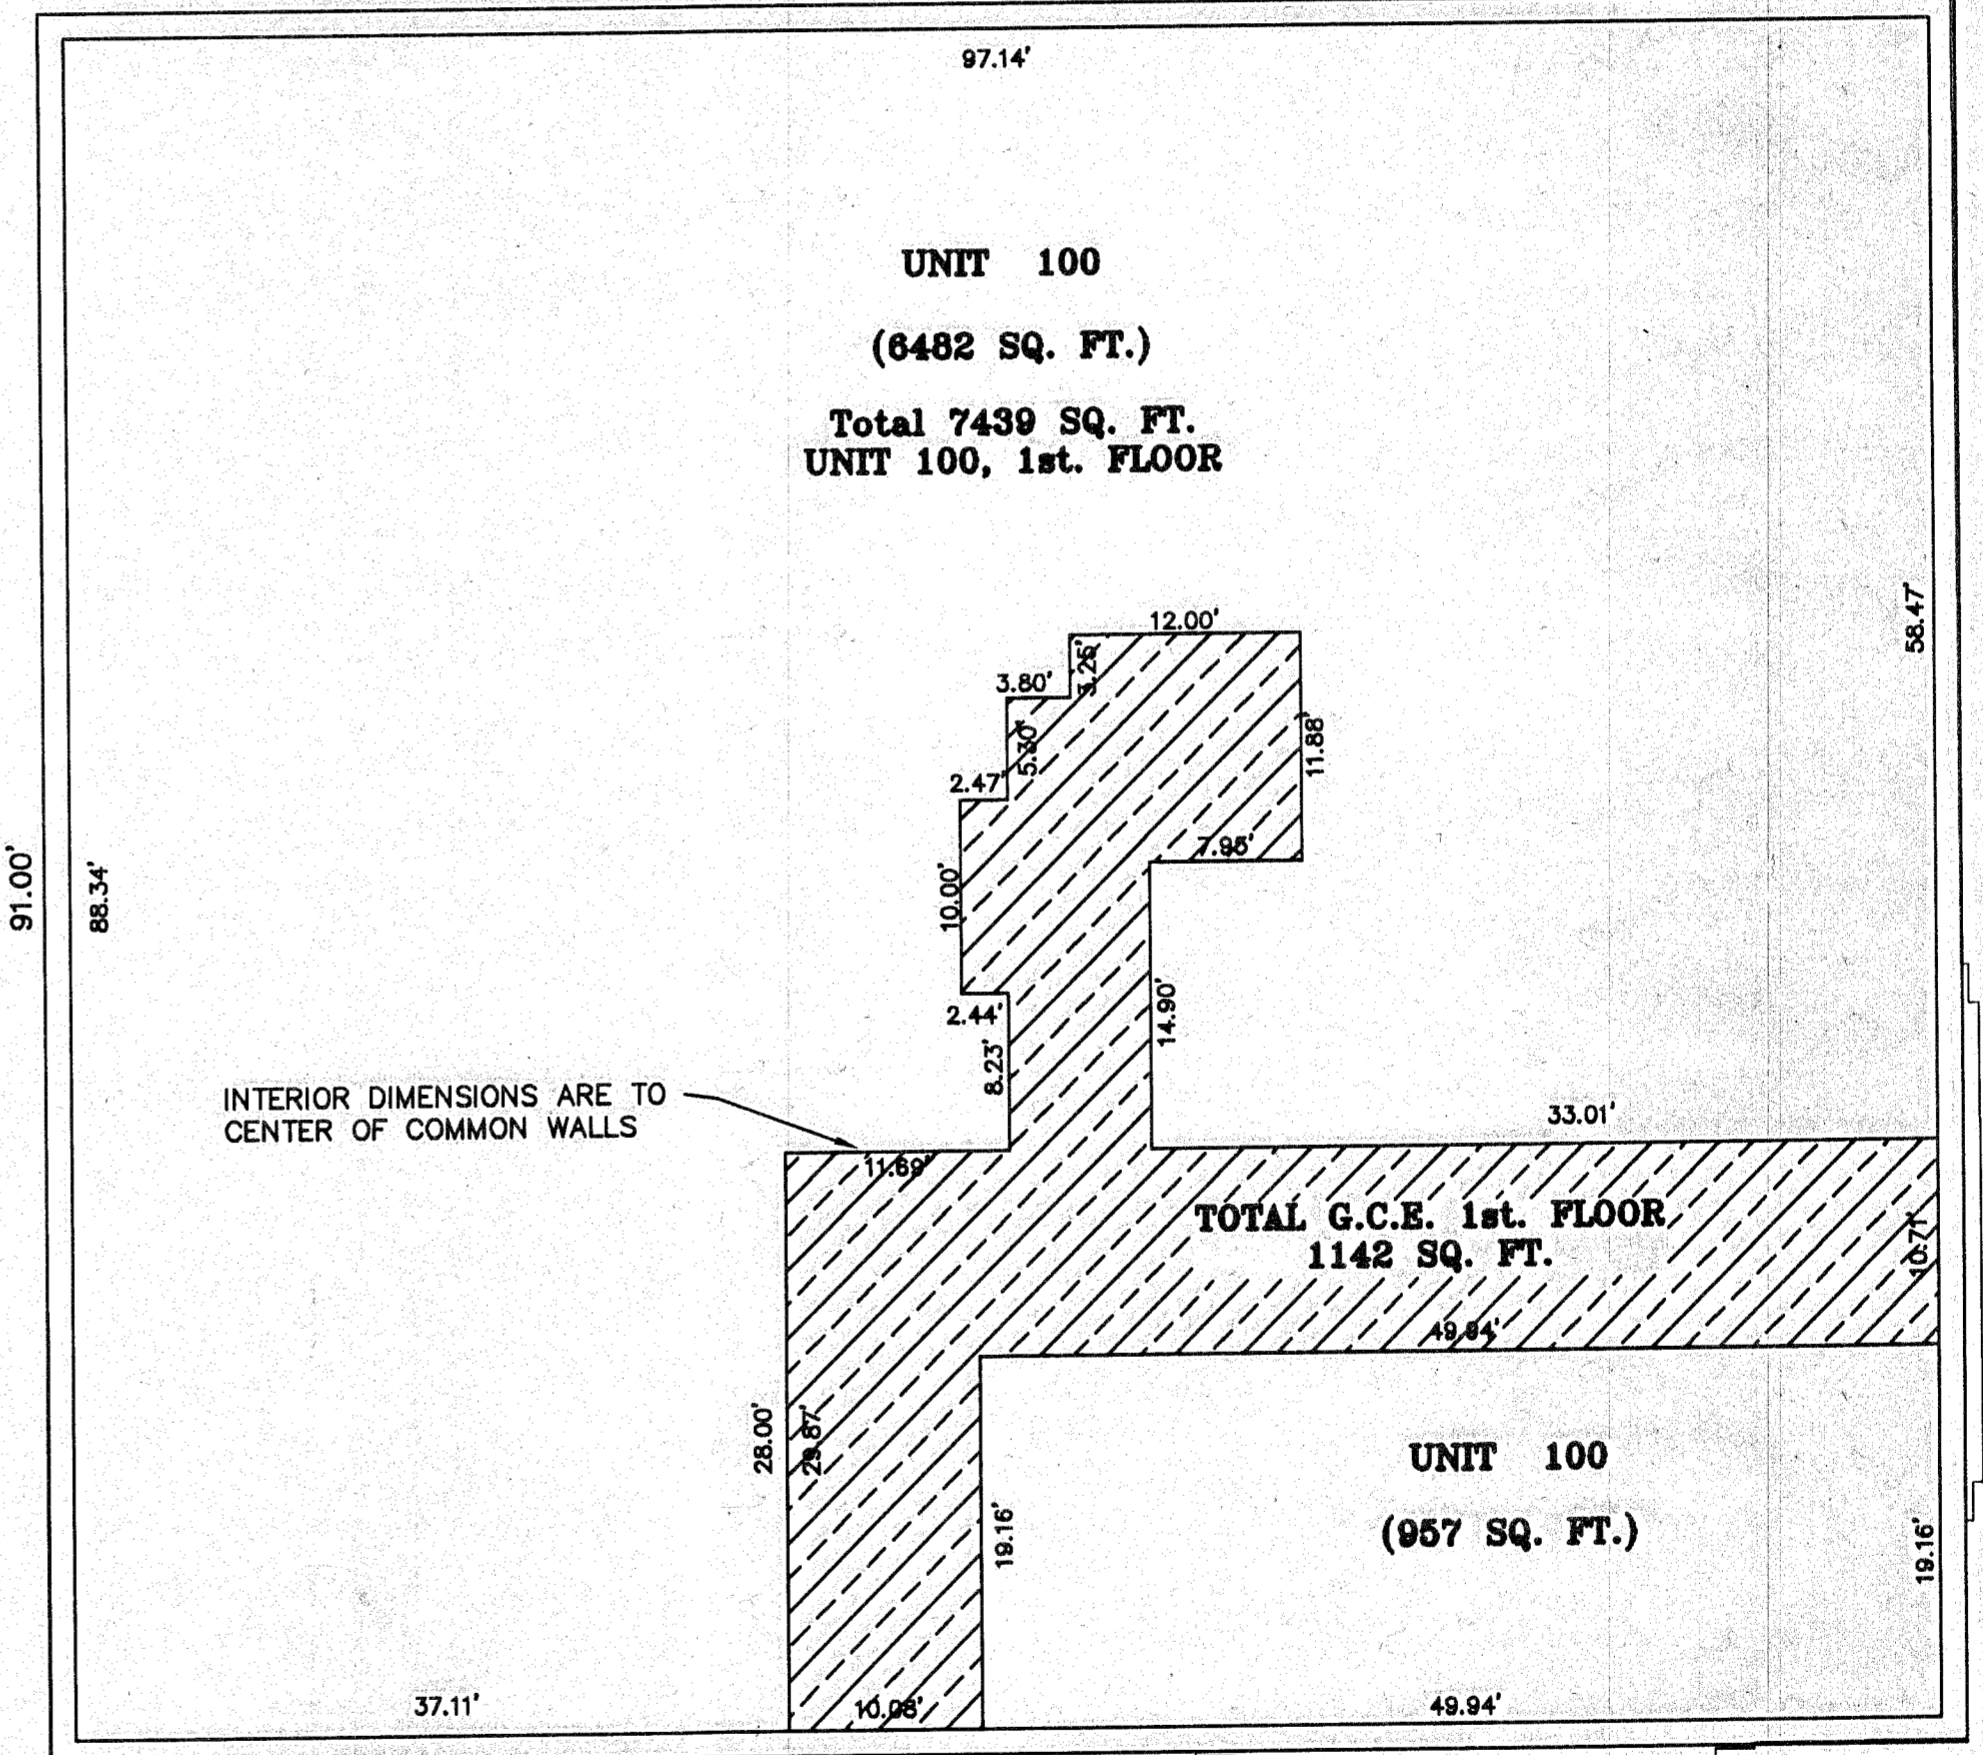 97.14'
UNIT 100
(6482 SQ. FT.)
Total 7439 SQ. FT.
UNIT 100, 1st. FLOOR
58.47'
12.00'
3.25'
3.80'
5.30'
11.88'
2.47'
7.95'
91.00'
88.34'
10.00'
14.90'
2.44'
8.23'
INTERIOR DIMENSIONS ARE TO
CENTER OF COMMON WALLS
33.01'
11.69'
TOTAL G.C.E. 1st. FLOOR
1142 SQ. FT.
10.71'
49.94'
28.00'
29.87'
UNIT 100
(957 SQ. FT.)
19.16'
19.16'
37.11'
10.08'
49.94'